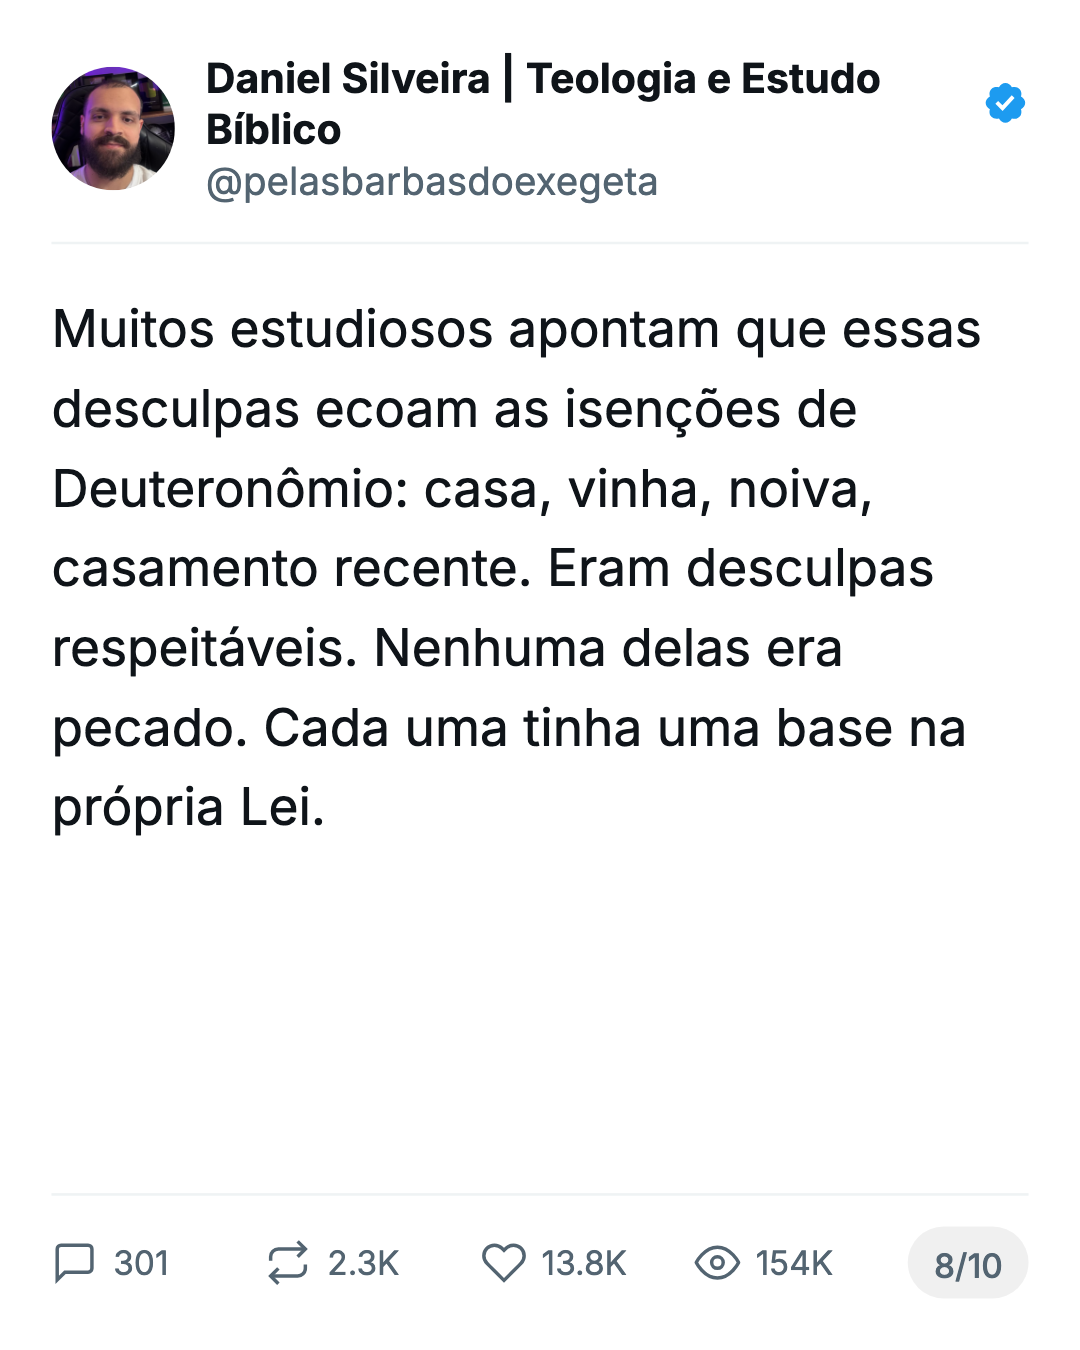 Daniel Silveira | Teologia e Estudo
Bíblico
@pelasbarbasdoexegeta
Muitos estudiosos apontam que essas
desculpas ecoam as isenções de
Deuteronômio: casa, vinha, noiva,
casamento recente. Eram desculpas
respeitáveis. Nenhuma delas era
pecado. Cada uma tinha uma base na
própria Lei.
301 2.3K 13.8K 154K 8/10